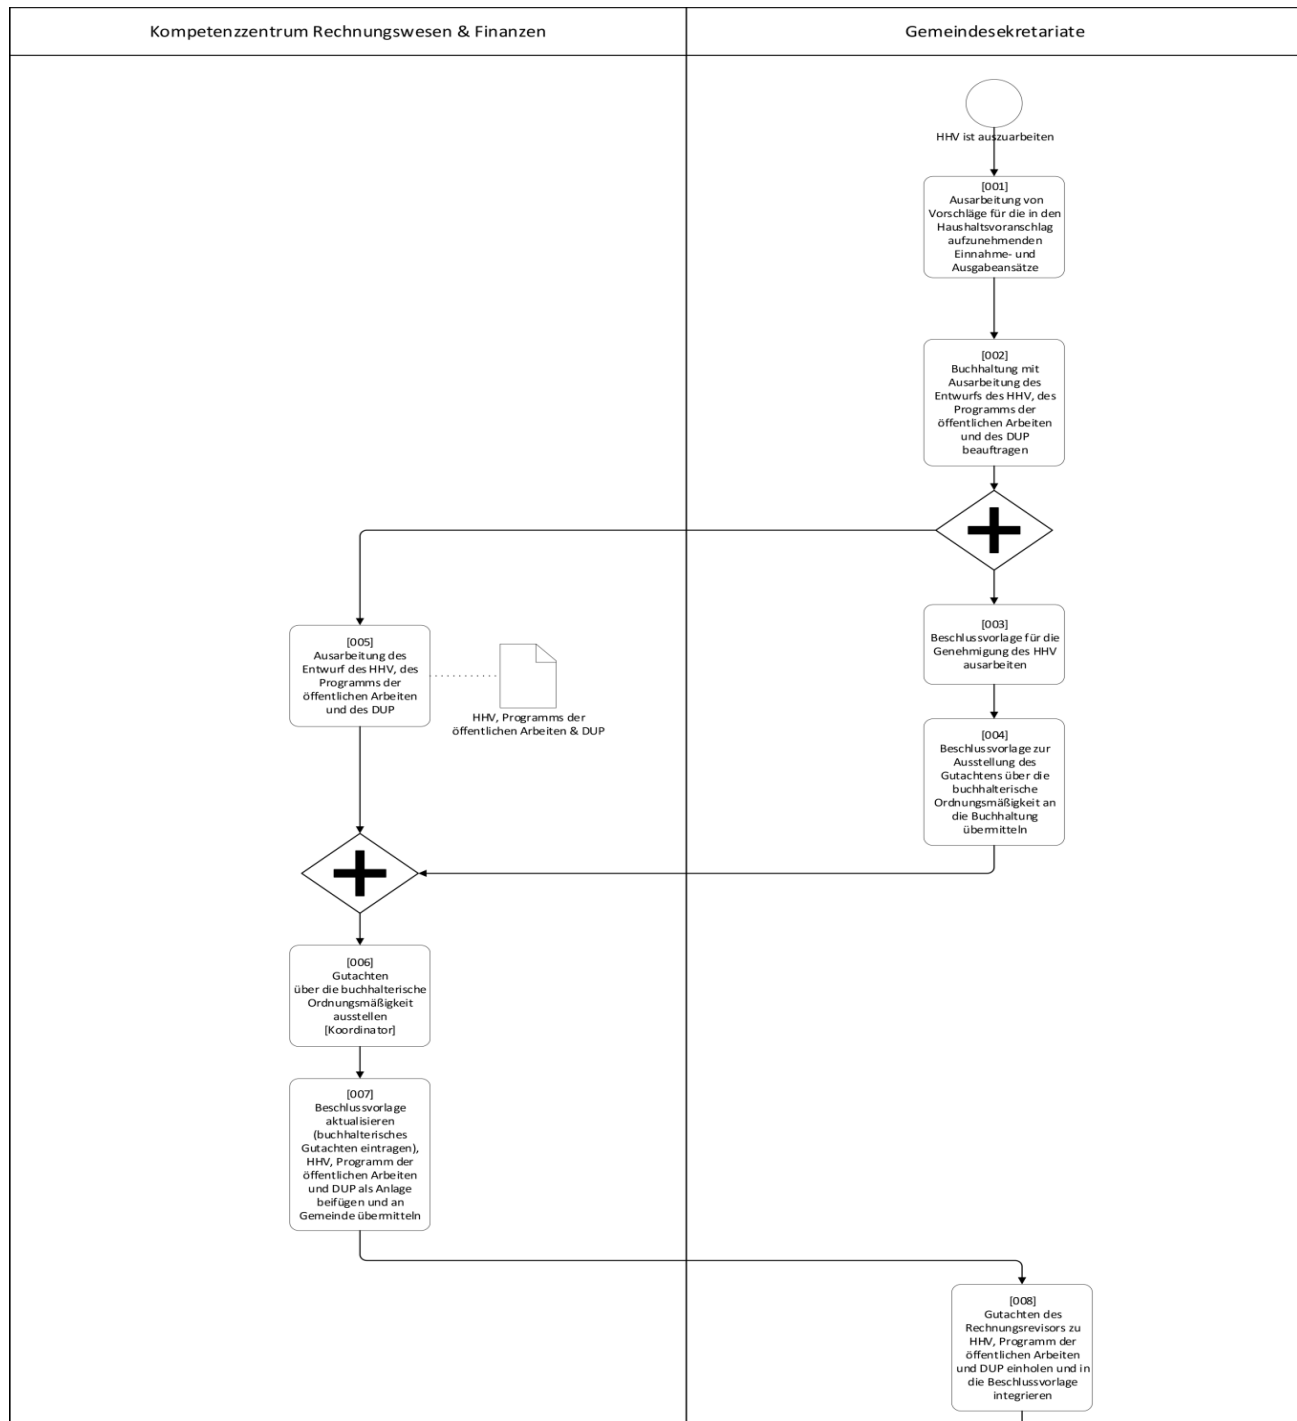 Kompetenzzentrum Rechnungswesen & Finanzen
Gemeindesekretariate
HHV ist auszuarbeiten
[001]
Ausarbeitung von
Vorschläge für die in den
Haushaltsvoranschlag
aufzunehmenden
Einnahme- und
Ausgabeansätze
[002]
Buchhaltung mit
Ausarbeitung des
Entwurfs des HHV, des
Programms der
öffentlichen Arbeiten
und des DUP
beauftragen
[003]
Beschlussvorlage für die
Genehmigung des HHV
ausarbeiten
[005]
Ausarbeitung des
Entwurf des HHV, des
Programms der
öffentlichen Arbeiten
und des DUP
HHV, Programms der
öffentlichen Arbeiten & DUP
[004]
Beschlussvorlage zur
Ausstellung des
Gutachtens über die
buchhalterische
Ordnungsmäßigkeit an
die Buchhaltung
übermitteln
[006]
Gutachten
über die buchhalterische
Ordnungsmäßigkeit
ausstellen
[Koordinator]
[007]
Beschlussvorlage
aktualisieren
(buchhalterisches
Gutachten eintragen),
HHV, Programm der
öffentlichen Arbeiten
und DUP als Anlage
beifügen und an
Gemeinde übermitteln
[008]
Gutachten des
Rechnungsrevisors zu
HHV, Programm der
öffentlichen Arbeiten
und DUP einholen und in
die Beschlussvorlage
integrieren